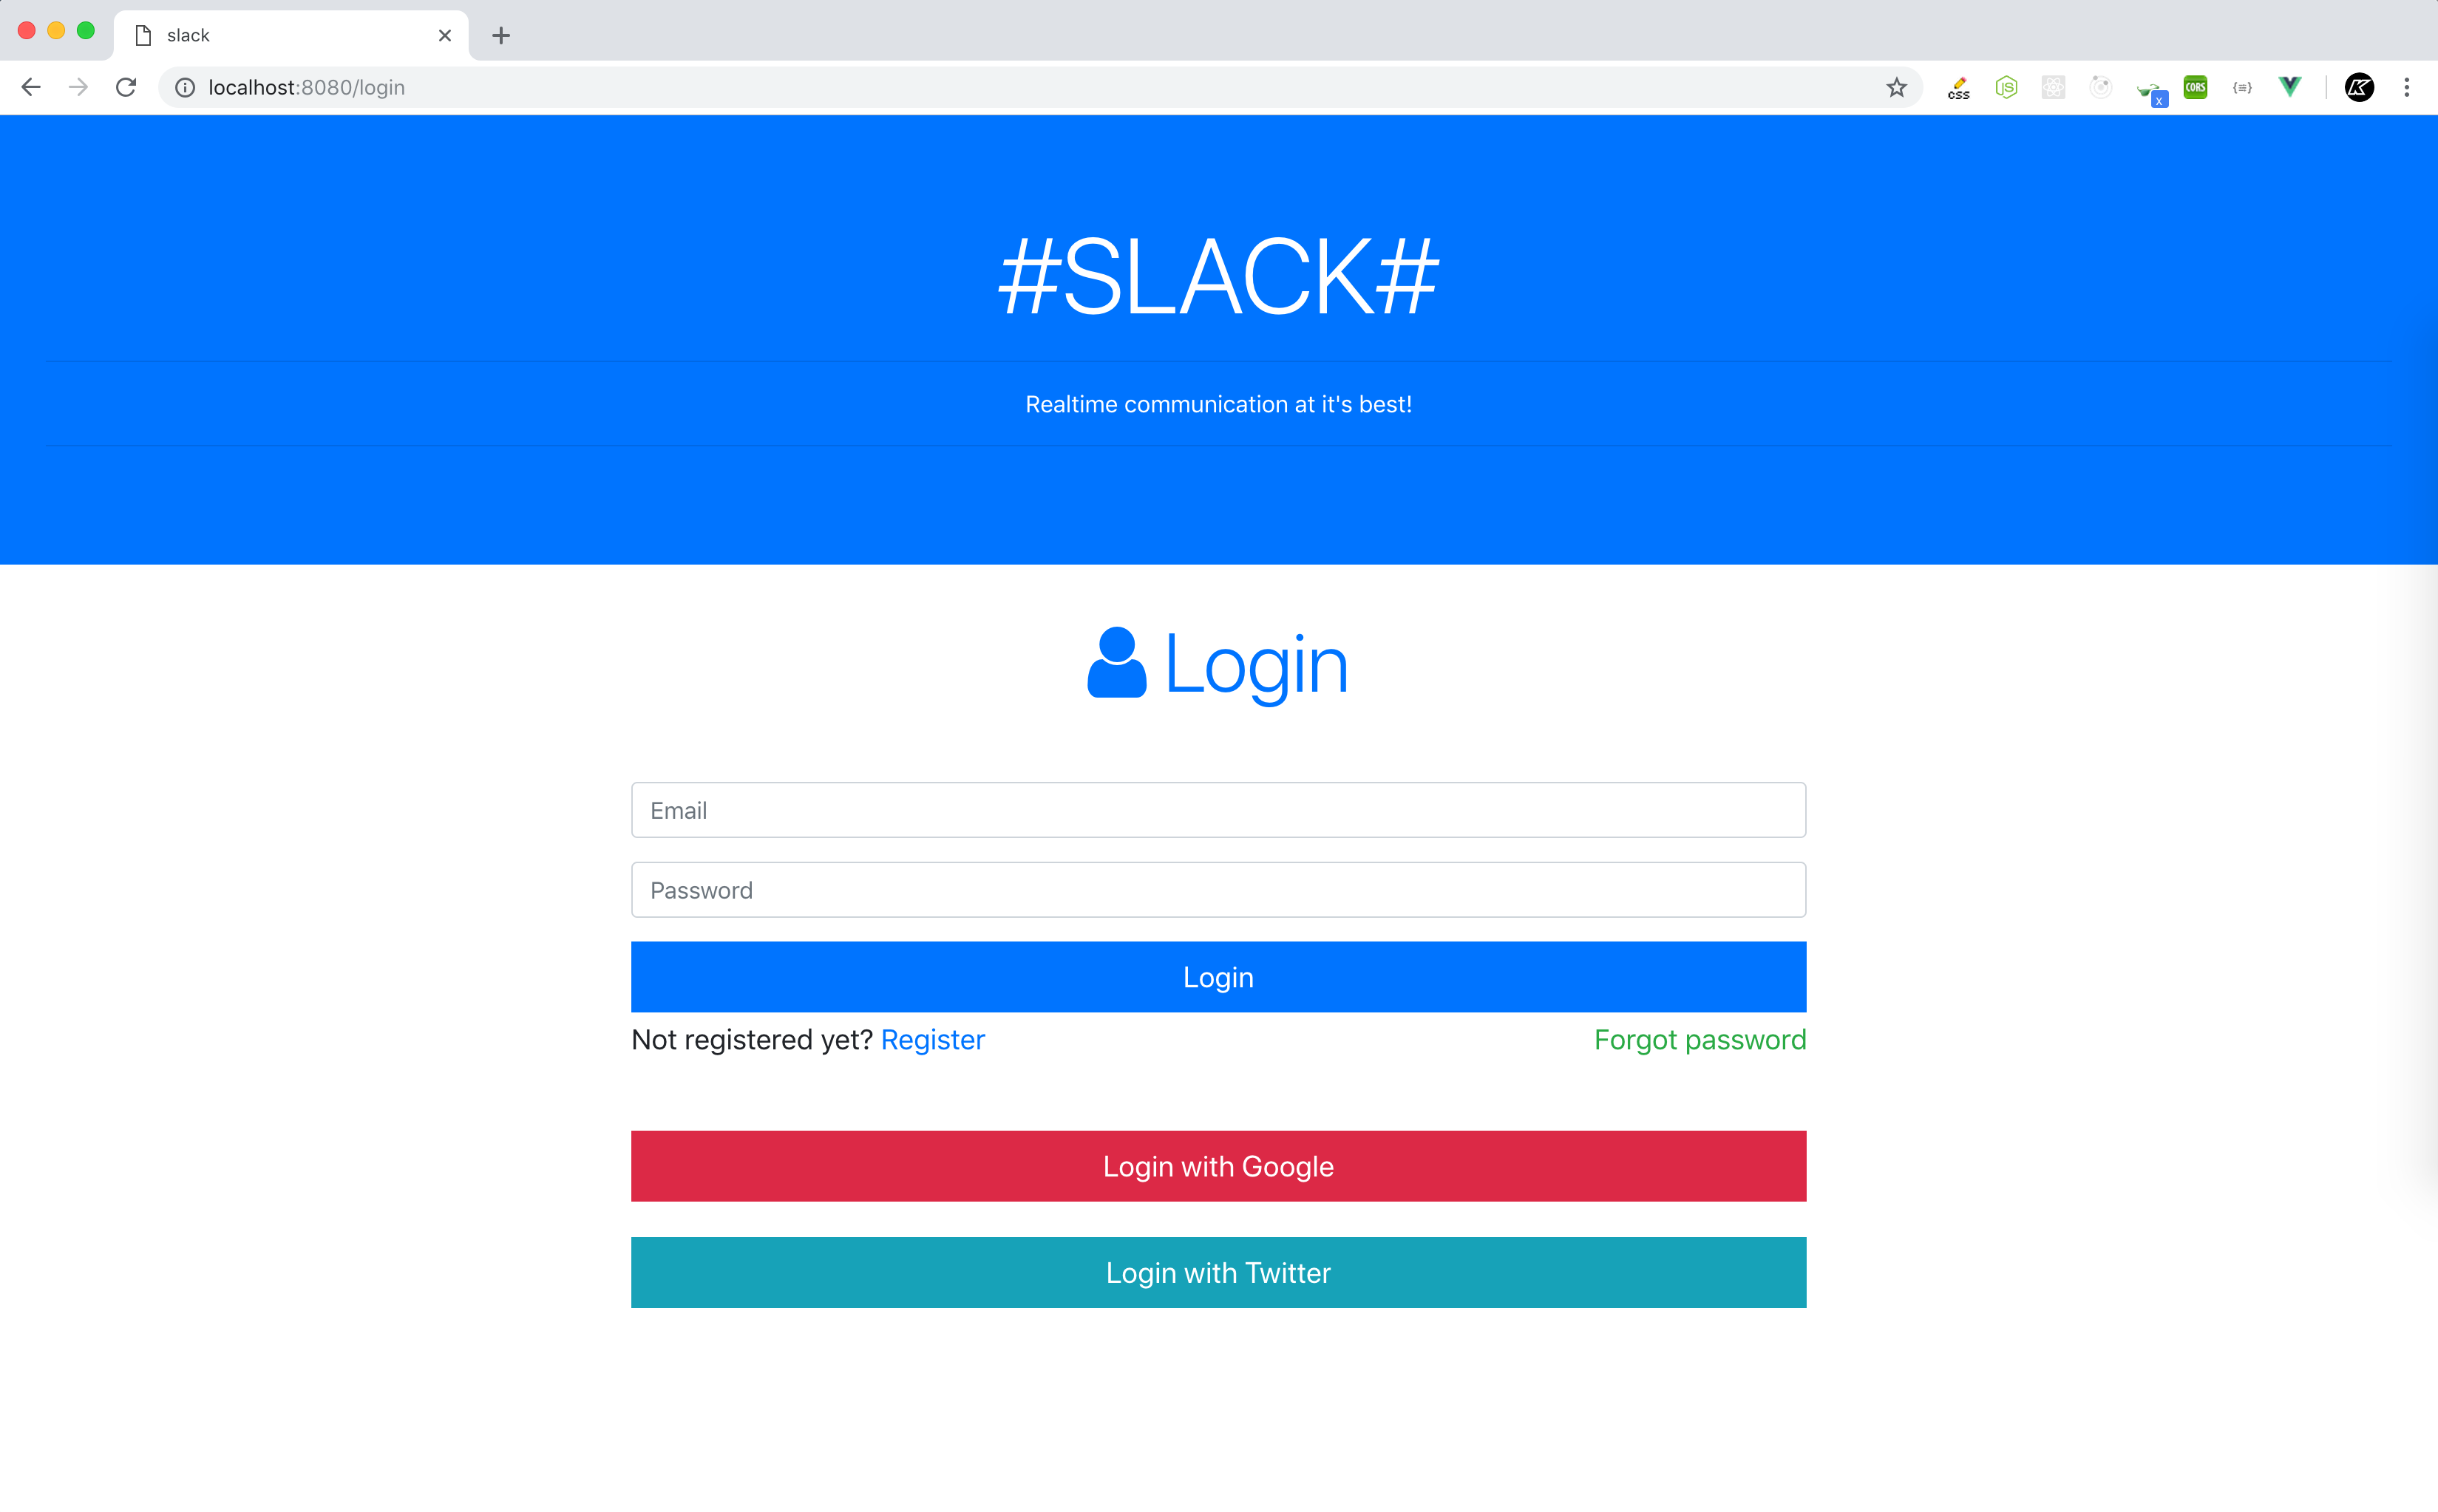 slack
localhost:8080/login
css
JS
x
CORS
{≡}
K
#SLACK#
Realtime communication at it's best!
Login
Email
Password
Login
Not registered yet? Register Forgot password
Login with Google
Login with Twitter